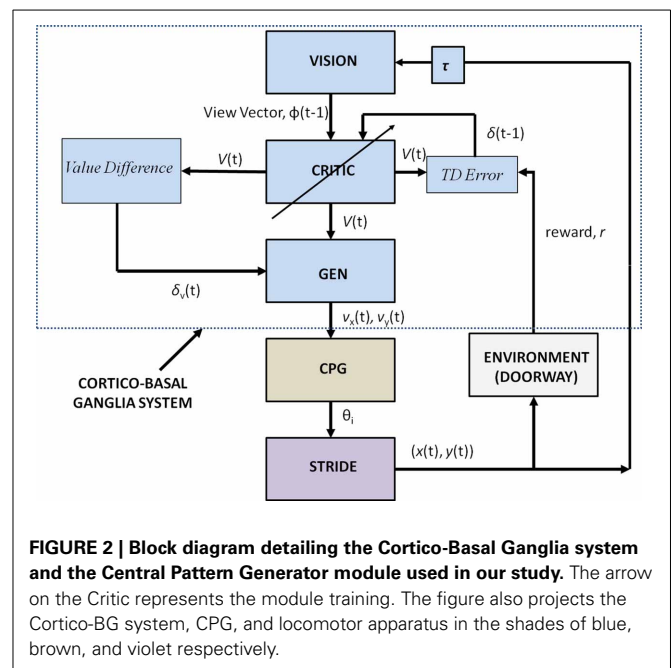 VISION
τ
View Vector, ϕ(t-1)
δ(t-1)
Value Difference
V(t)
CRITIC
V(t)
TD Error
V(t)
reward, r
GEN
δᵥ(t)
vₓ(t), vᵧ(t)
CORTICO-BASAL
GANGLIA SYSTEM
CPG
ENVIRONMENT
(DOORWAY)
θᵢ
STRIDE
(x(t), y(t))
FIGURE 2 | Block diagram detailing the Cortico-Basal Ganglia system
and the Central Pattern Generator module used in our study. The arrow
on the Critic represents the module training. The figure also projects the
Cortico-BG system, CPG, and locomotor apparatus in the shades of blue,
brown, and violet respectively.